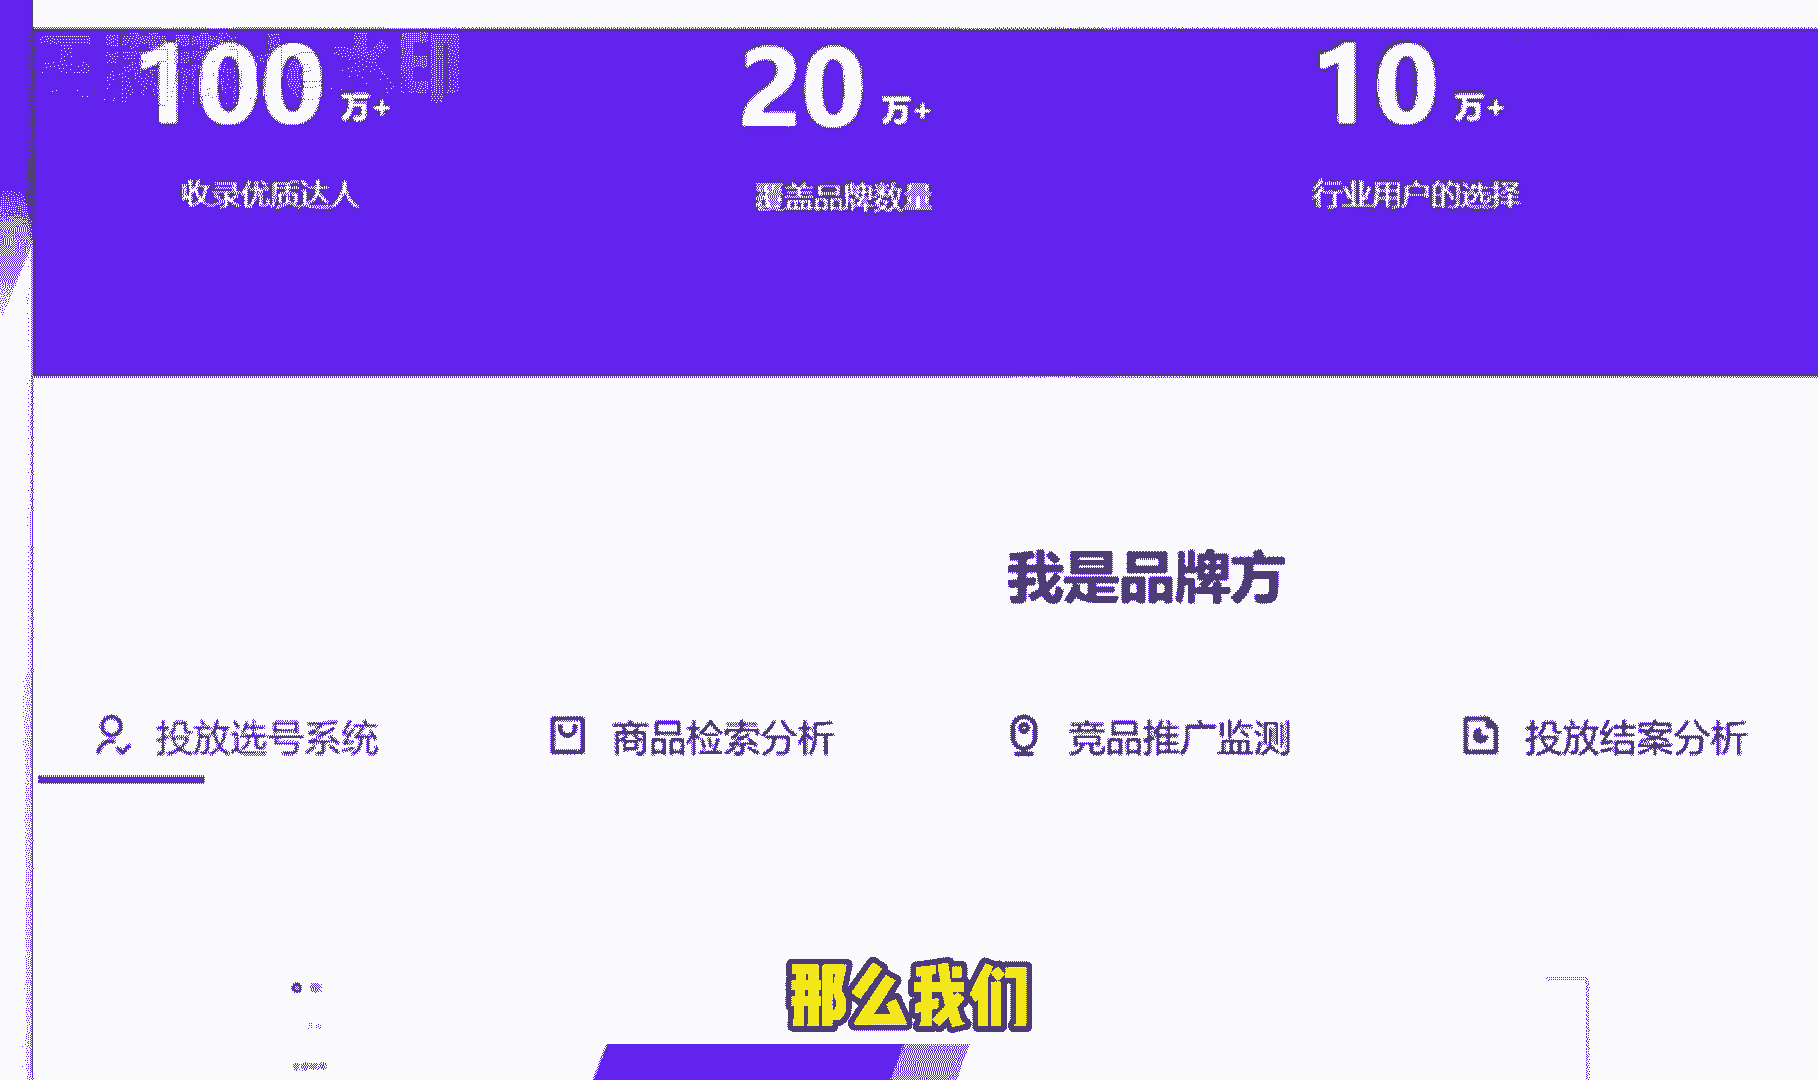 100 万+
20 万+
10 万+
收录优质达人
覆盖品牌数量
行业用户的选择
我是品牌方
投放选号系统
商品检索分析
竞品推广监测
投放结案分析
那么我们